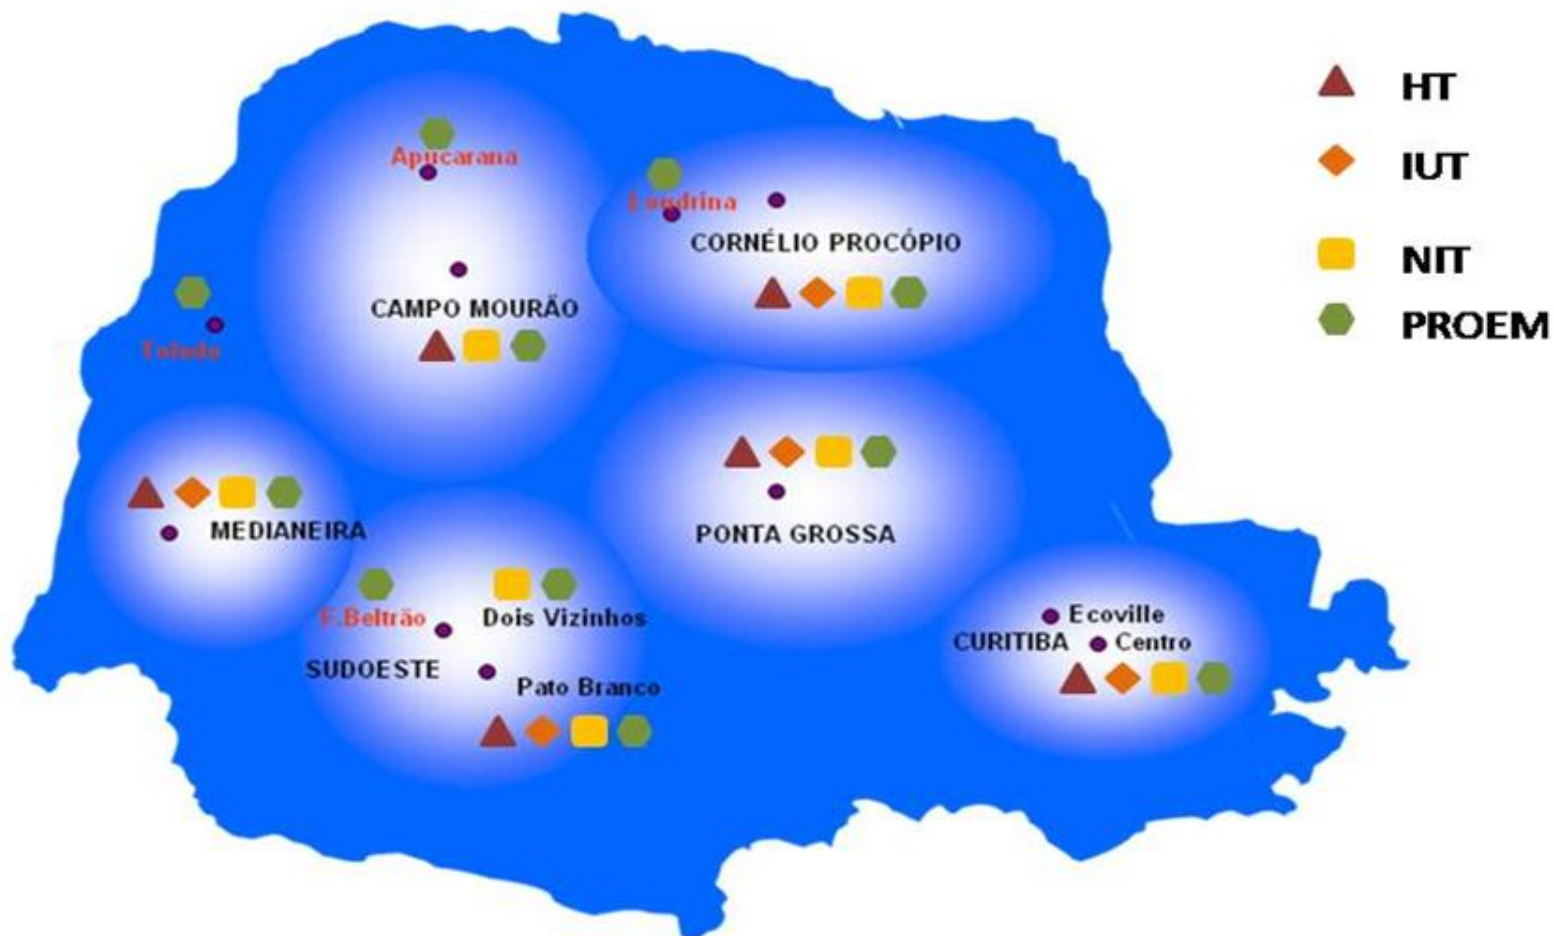 HT
IUT
NIT
PROEM
Apucarana
Londrina
CORNÉLIO PROCÓPIO
CAMPO MOURÃO
Toledo
MEDIANEIRA
PONTA GROSSA
F.Beltrão
Dois Vizinhos
SUDOESTE
Pato Branco
Ecoville
CURITIBA
Centro